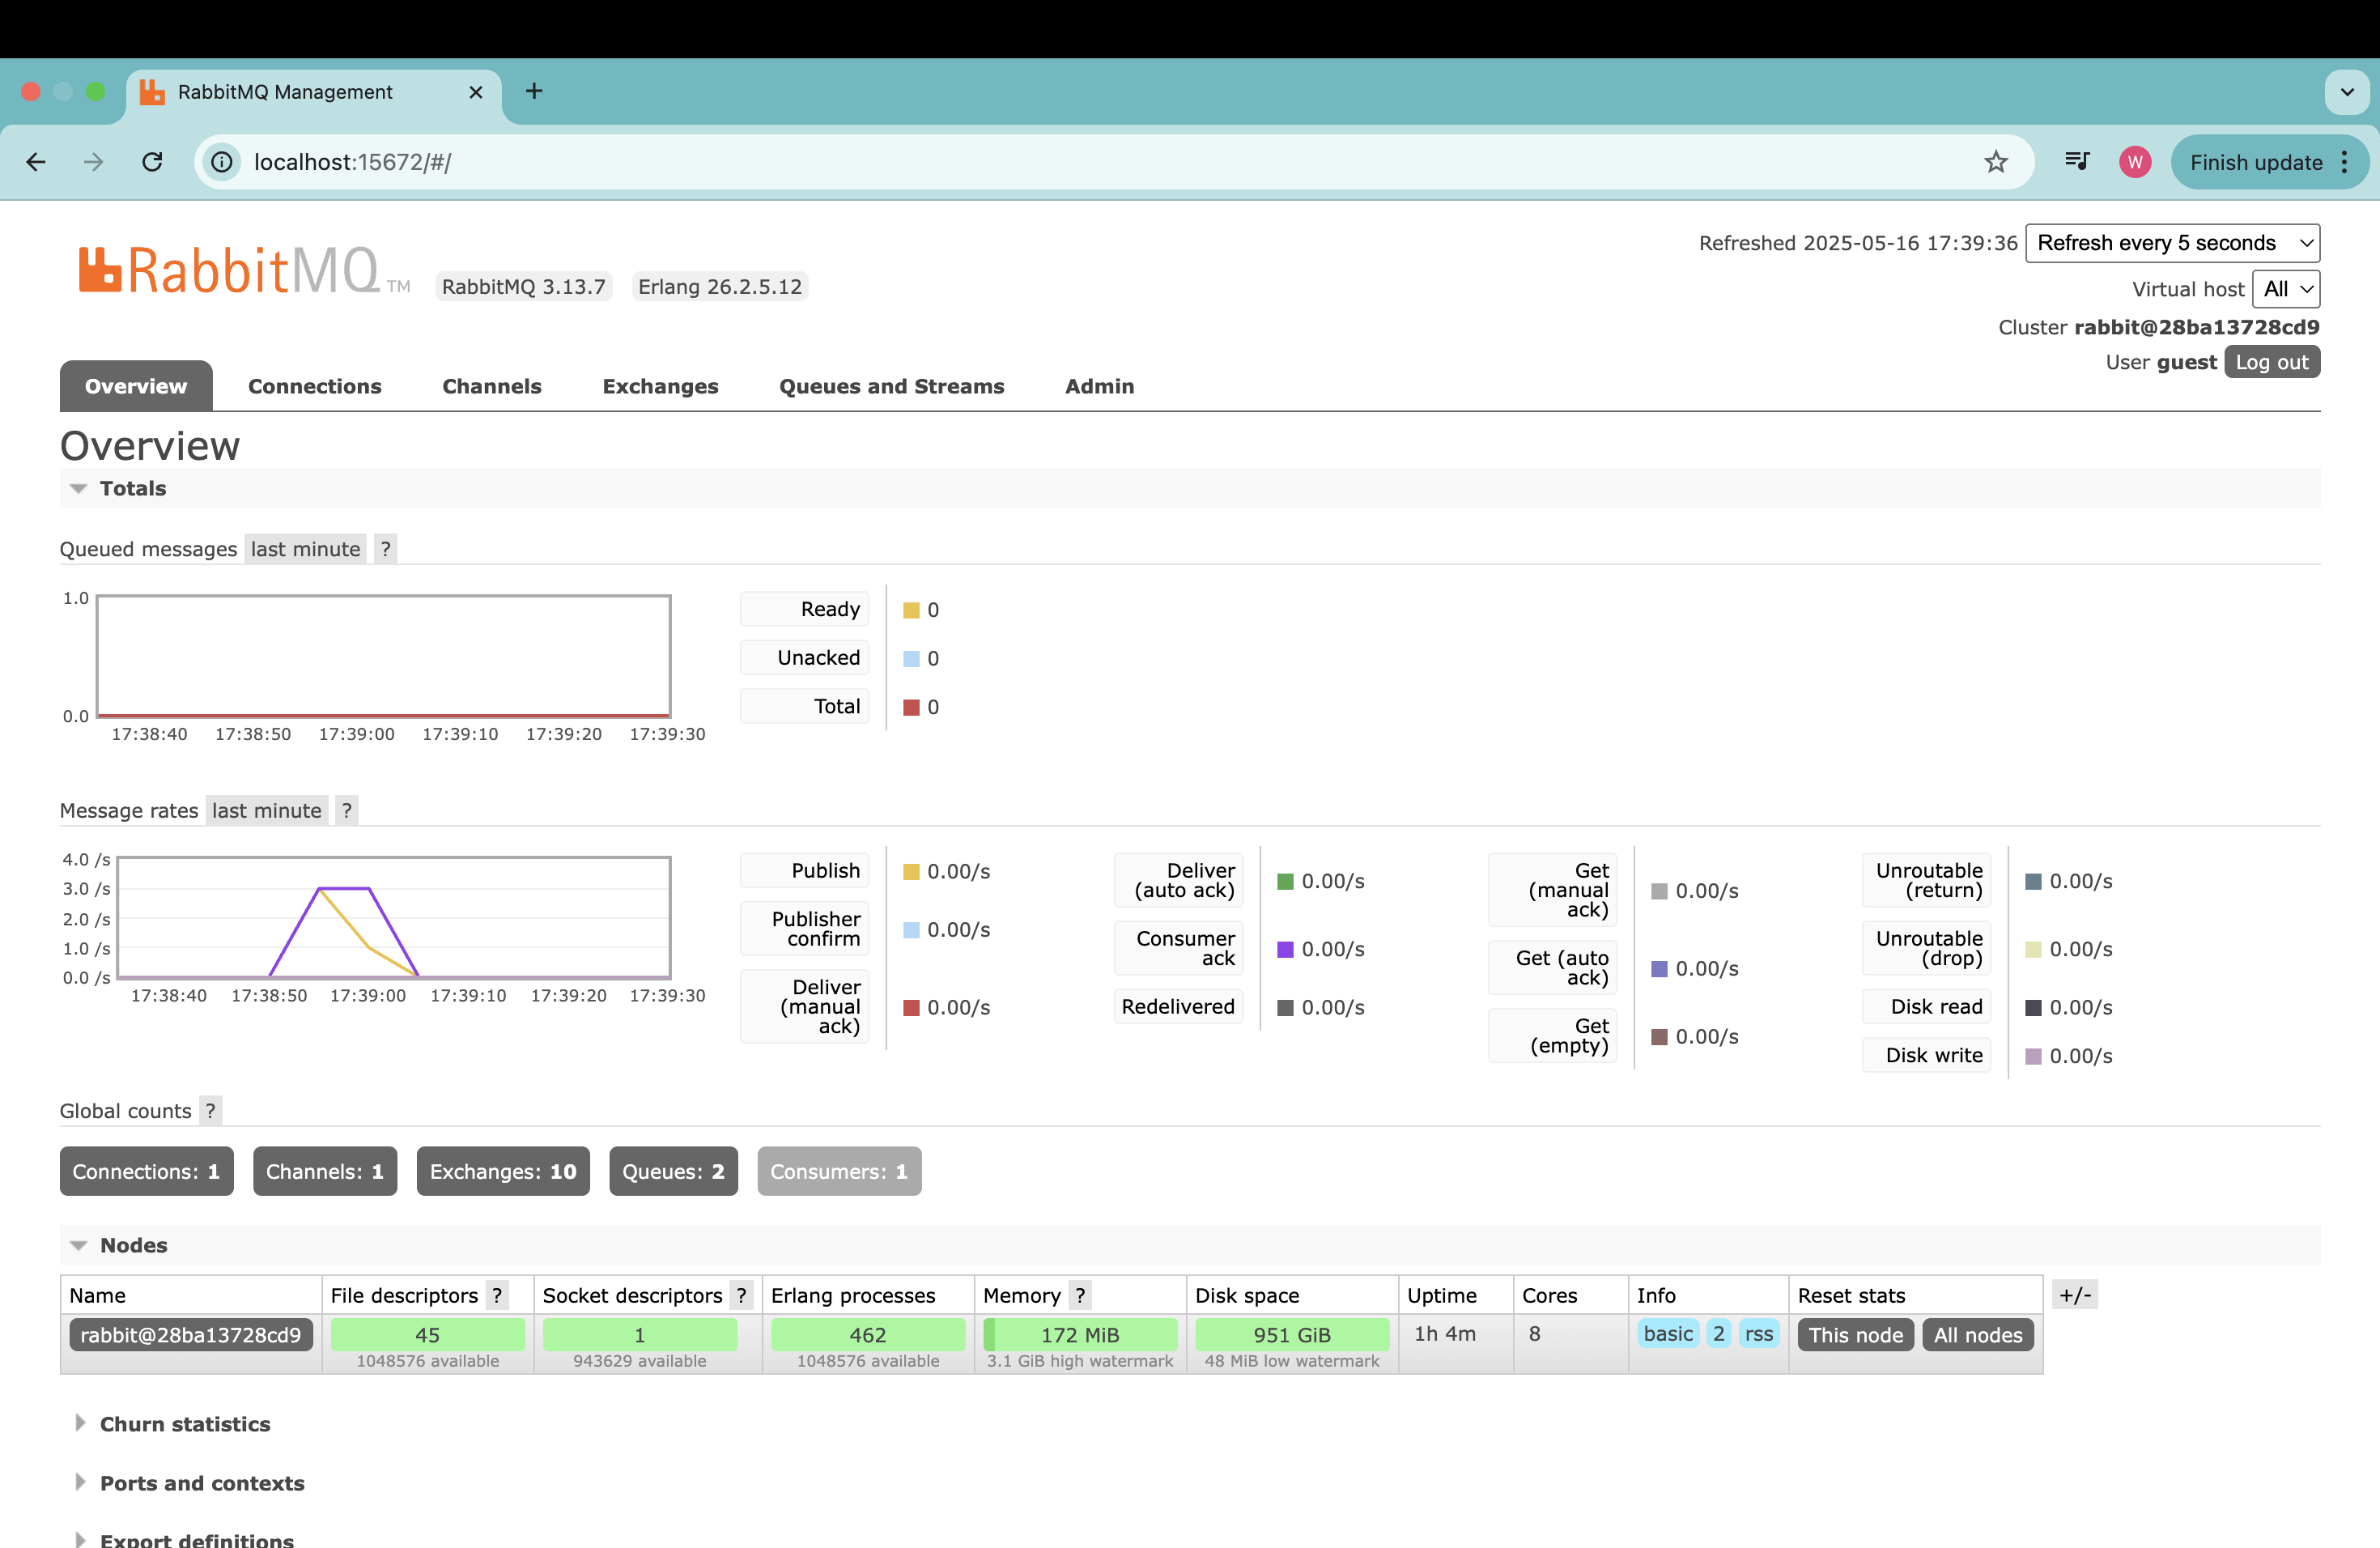 RabbitMQ Management
localhost:15672/#/
W
Finish update
RabbitMQ TM
RabbitMQ 3.13.7
Erlang 26.2.5.12
Refreshed 2025-05-16 17:39:36
Refresh every 5 seconds
Virtual host All
Cluster rabbit@28ba13728cd9
User guest Log out
Overview Connections Channels Exchanges Queues and Streams Admin
Overview
Totals
Queued messages last minute ?
1.0
0.0
17:38:40 17:38:50 17:39:00 17:39:10 17:39:20 17:39:30
Ready 0
Unacked 0
Total 0
Message rates last minute ?
4.0 /s
3.0 /s
2.0 /s
1.0 /s
0.0 /s
17:38:40 17:38:50 17:39:00 17:39:10 17:39:20 17:39:30
Publish 0.00/s
Publisher
confirm 0.00/s
Deliver
(manual
ack) 0.00/s
Deliver
(auto ack) 0.00/s
Consumer
ack 0.00/s
Redelivered 0.00/s
Get
(manual
ack) 0.00/s
Get (auto
ack) 0.00/s
Get
(empty) 0.00/s
Unroutable
(return) 0.00/s
Unroutable
(drop) 0.00/s
Disk read 0.00/s
Disk write 0.00/s
Global counts ?
Connections: 1 Channels: 1 Exchanges: 10 Queues: 2 Consumers: 1
Nodes
Name File descriptors ? Socket descriptors ? Erlang processes Memory ? Disk space Uptime Cores Info Reset stats +/-
rabbit@28ba13728cd9 45 1 462 172 MiB 951 GiB 1h 4m 8 basic 2 rss This node All nodes
1048576 available 943629 available 1048576 available 3.1 GiB high watermark 48 MiB low watermark
Churn statistics
Ports and contexts
Export definitions